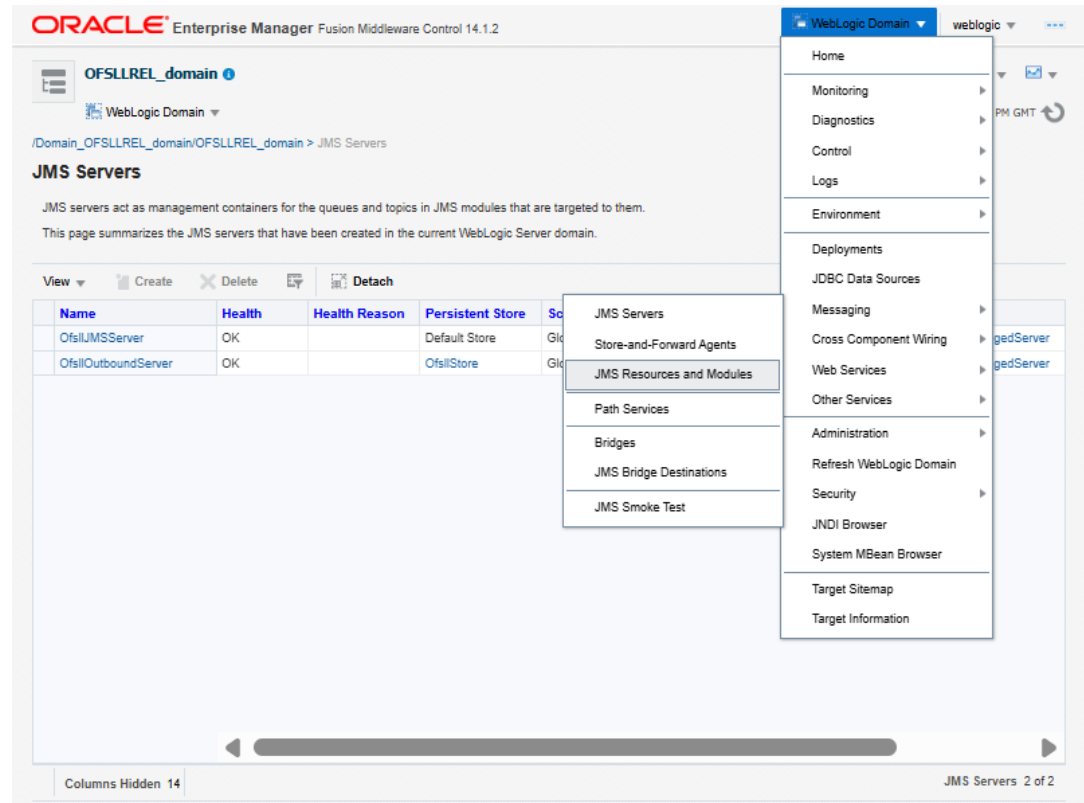 ORACLE Enterprise Manager Fusion Middleware Control 14.1.2
WebLogic Domain weblogic
OFSLLREL_domain
WebLogic Domain
PM GMT
/Domain_OFSLLREL_domain/OFSLLREL_domain > JMS Servers
JMS Servers
JMS servers act as management containers for the queues and topics in JMS modules that are targeted to them.
This page summarizes the JMS servers that have been created in the current WebLogic Server domain.
View Create Delete Detach
Name Health Health Reason Persistent Store Sc
OfsllJMSServer OK Default Store Glo gedServer
OfsllOutboundServer OK OfsllStore Glo gedServer
Home
Monitoring
Diagnostics
Control
Logs
Environment
Deployments
JDBC Data Sources
Messaging
Cross Component Wiring
Web Services
Other Services
Administration
Refresh WebLogic Domain
Security
JNDI Browser
System MBean Browser
Target Sitemap
Target Information
JMS Servers
Store-and-Forward Agents
JMS Resources and Modules
Path Services
Bridges
JMS Bridge Destinations
JMS Smoke Test
Columns Hidden 14
JMS Servers 2 of 2